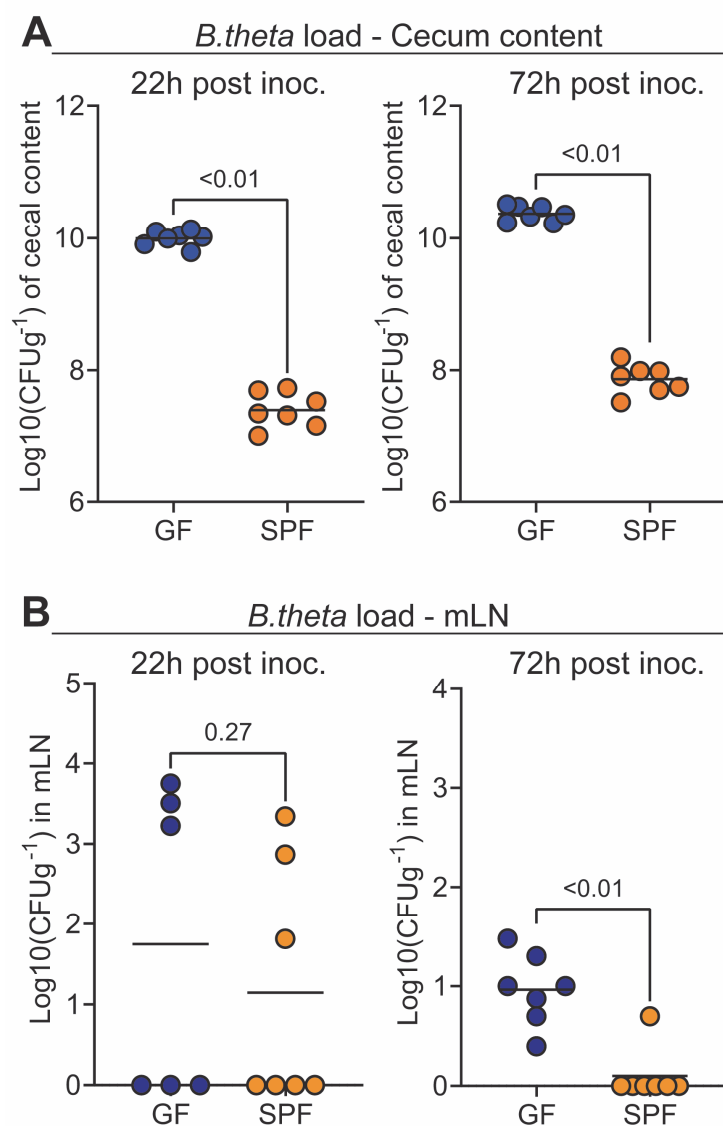 A B.theta load - Cecum content
22h post inoc.
72h post inoc.
Log10(CFUg⁻¹) of cecal content
12
10
8
6
<0.01
GF SPF
Log10(CFUg⁻¹) of cecal content
12
10
8
6
<0.01
GF SPF
B B.theta load - mLN
22h post inoc.
72h post inoc.
Log10(CFUg⁻¹) in mLN
5
4
3
2
1
0
0.27
GF SPF
Log10(CFUg⁻¹) in mLN
4
3
2
1
0
<0.01
GF SPF